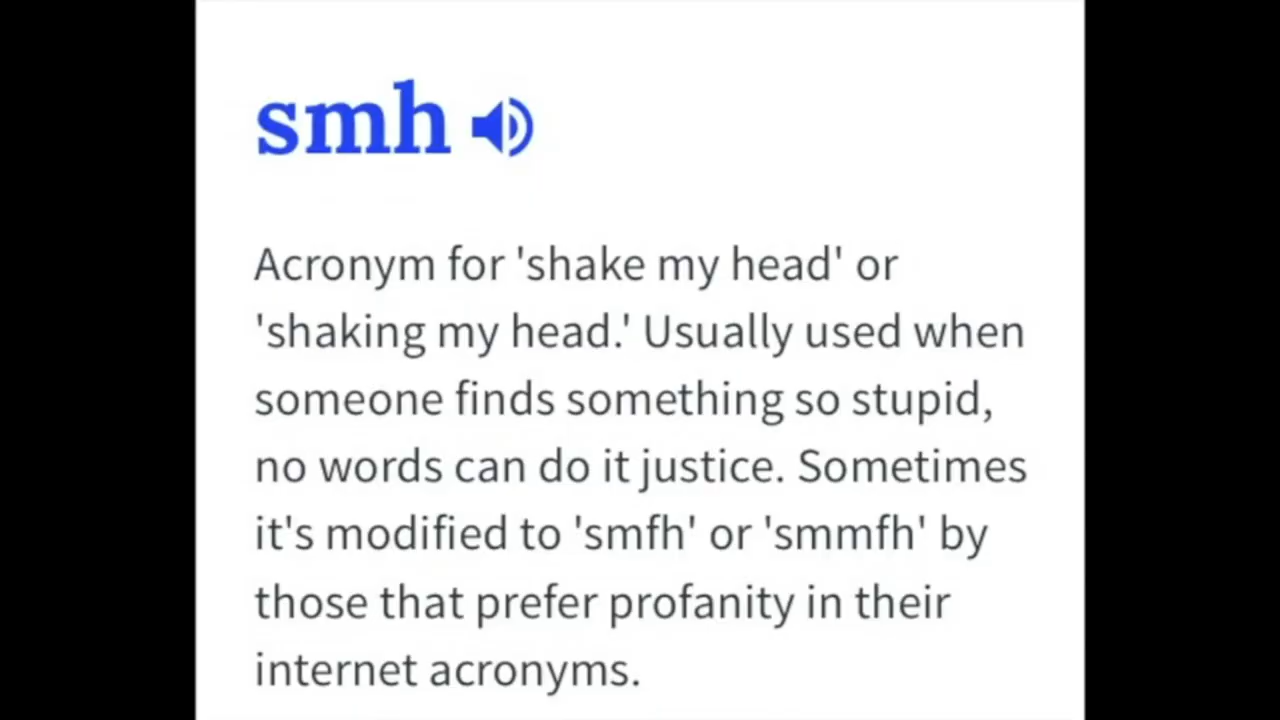 smh
Acronym for 'shake my head' or
'shaking my head.' Usually used when
someone finds something so stupid,
no words can do it justice. Sometimes
it's modified to 'smfh' or 'smmfh' by
those that prefer profanity in their
internet acronyms.